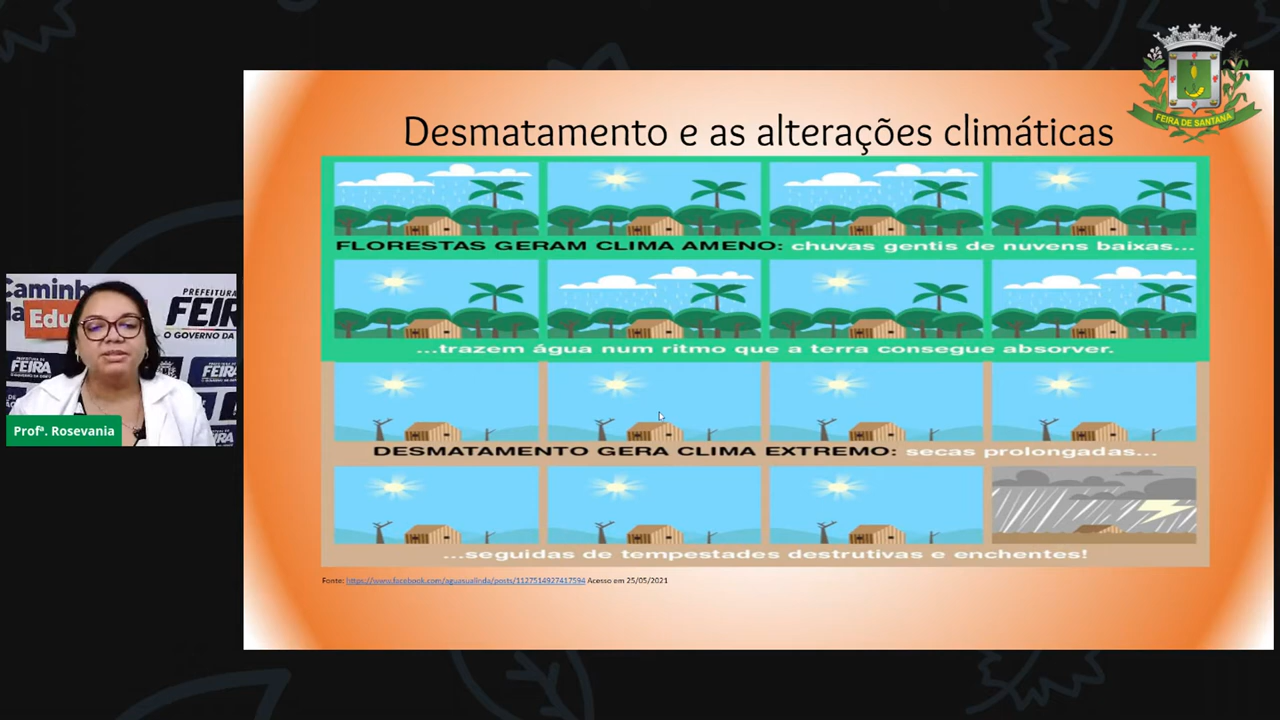 FEIRA DE SANTANA
Desmatamento e as alterações climáticas
FLORESTAS GERAM CLIMA AMENO: chuvas gentis de nuvens baixas...
...trazem água num ritmo que a terra consegue absorver.
DESMATAMENTO GERA CLIMA EXTREMO: secas prolongadas...
...seguidas de tempestades destrutivas e enchentes!
Fonte: https://www.facebook.com/aguasualinda/posts/1127514927417594 Acesso em 25/05/2021
PREFEITURA
FEIR
O GOVERNO DA
FEIRA
FEIRA
Profª. Rosevania